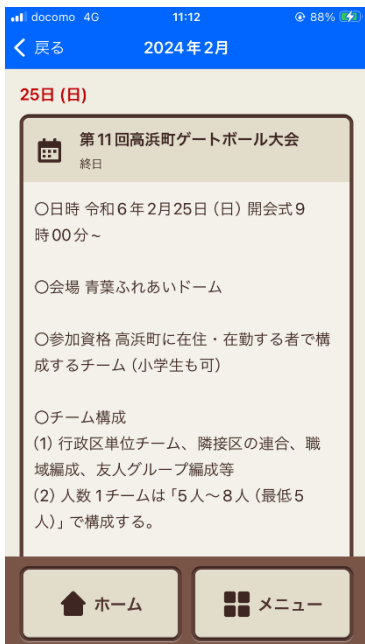 docomo 4G 11:12 88%
戻る 2024年2月
25日 (日)
第11回高浜町ゲートボール大会
終日
〇日時 令和6年2月25日 (日) 開会式9
時00分~
〇会場 青葉ふれあいドーム
〇参加資格 高浜町に在住・在勤する者で構
成するチーム (小学生も可)
〇チーム構成
(1) 行政区単位チーム、隣接区の連合、職
域編成、友人グループ編成等
(2) 人数 1チームは「5人〜8人 (最低5
人)」で構成する。
ホーム メニュー